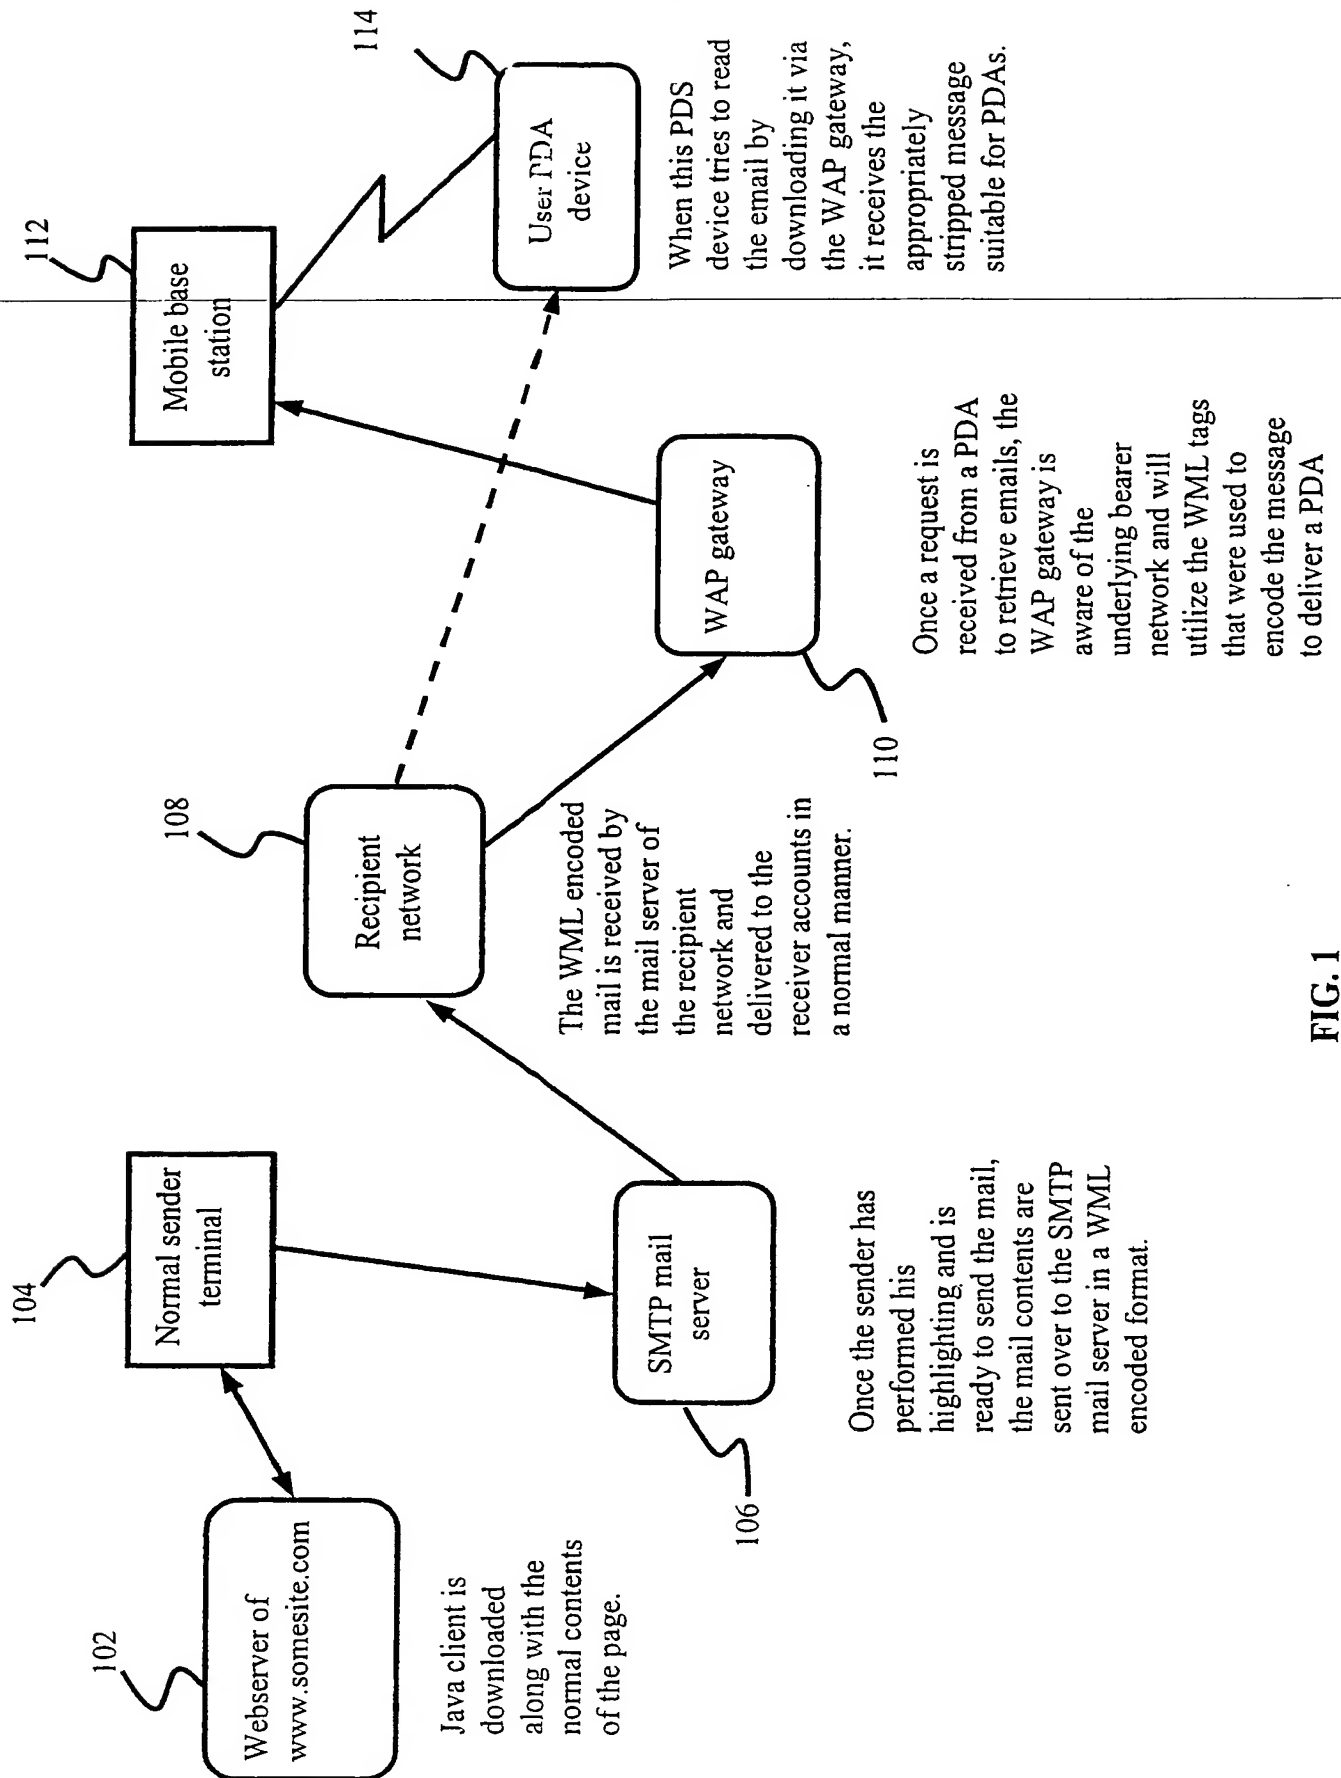 102
Webserver of
www.somesite.com
Java client is
downloaded
along with the
normal contents
of the page.
104
Normal sender
terminal
106
SMTP mail
server
Once the sender has
performed his
highlighting and is
ready to send the mail,
the mail contents are
sent over to the SMTP
mail server in a WML
encoded format.
108
Recipient
network
The WML encoded
mail is received by
the mail server of
the recipient
network and
delivered to the
receiver accounts in
a normal manner.
110
WAP gateway
Once a request is
received from a PDA
to retrieve emails, the
WAP gateway is
aware of the
underlying bearer
network and will
utilize the WML tags
that were used to
encode the message
to deliver a PDA
112
Mobile base
station
114
User PDA
device
When this PDS
device tries to read
the email by
downloading it via
the WAP gateway,
it receives the
appropriately
stripped message
suitable for PDAs.
FIG. 1